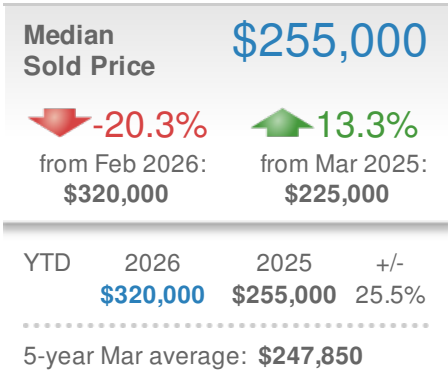 Median $255,000
Sold Price
-20.3% 13.3%
from Feb 2026: from Mar 2025:
$320,000 $225,000
YTD 2026 2025 +/-
$320,000 $255,000 25.5%
5-year Mar average: $247,850